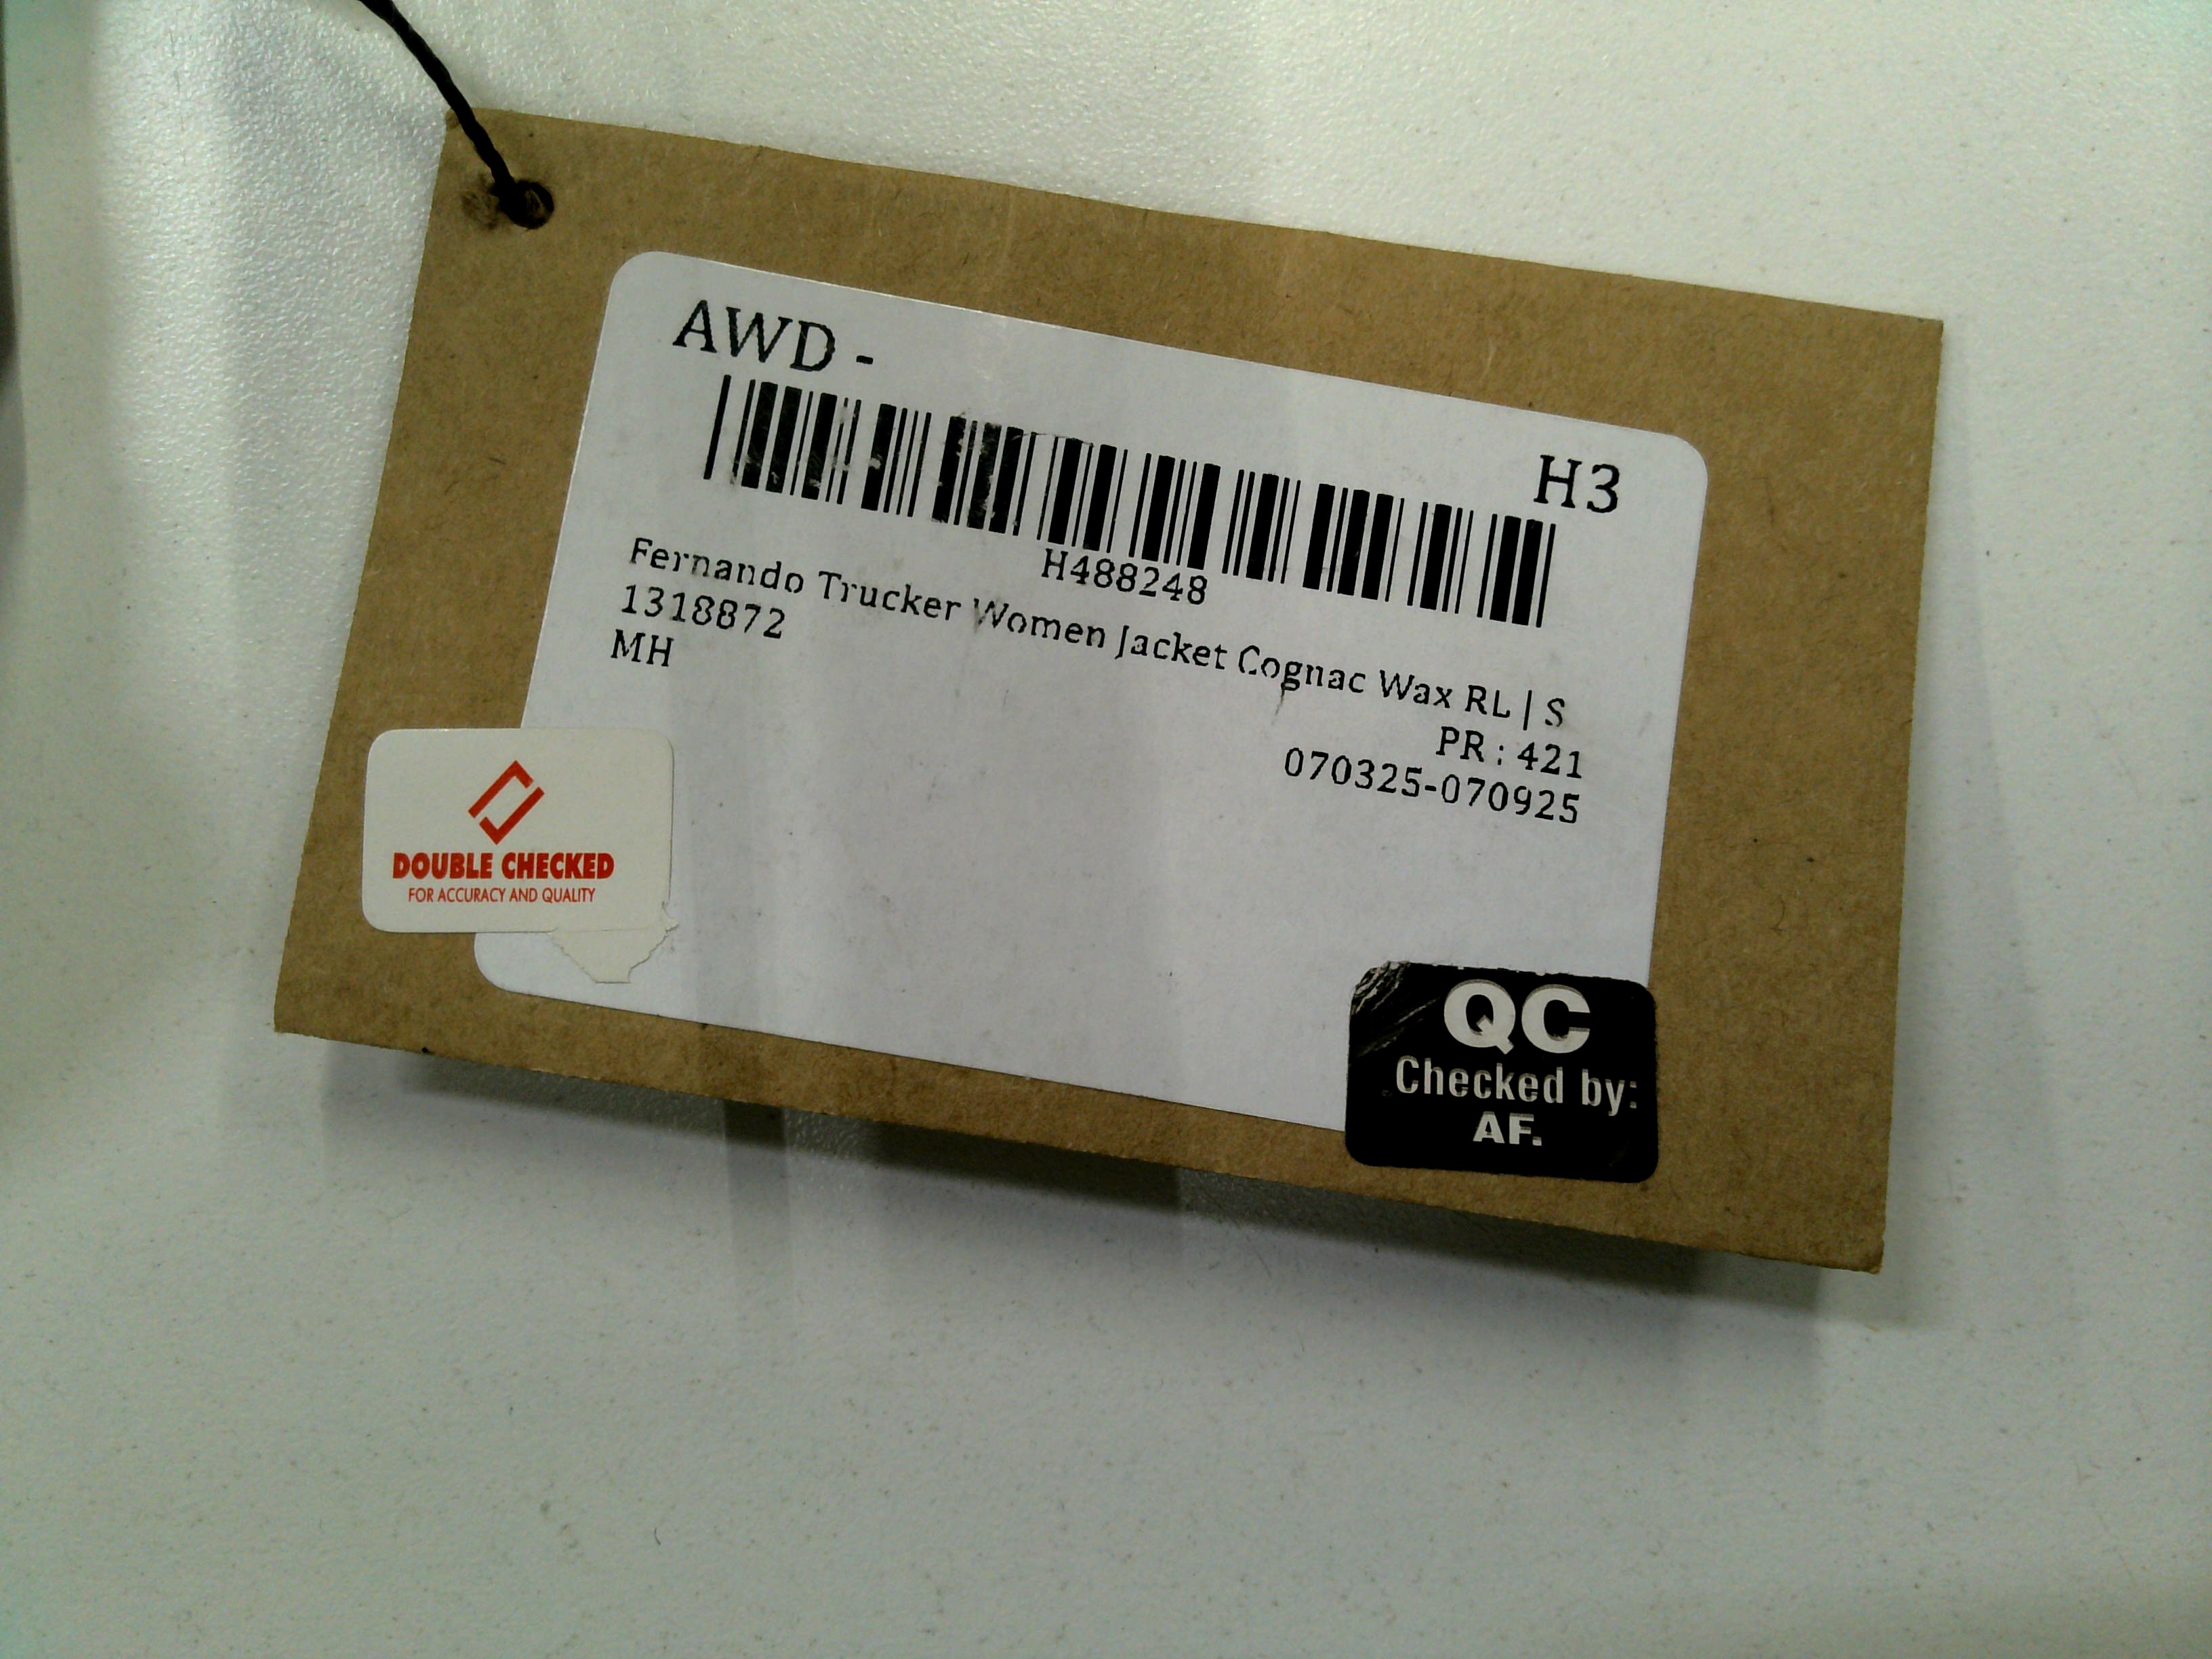 AWD -
H3
H488248
Fernando Trucker Women Jacket Cognac Wax RL | S
1318872
PR : 421
MH
070325-070925
DOUBLE CHECKED
FOR ACCURACY AND QUALITY
QC
Checked by:
AF.